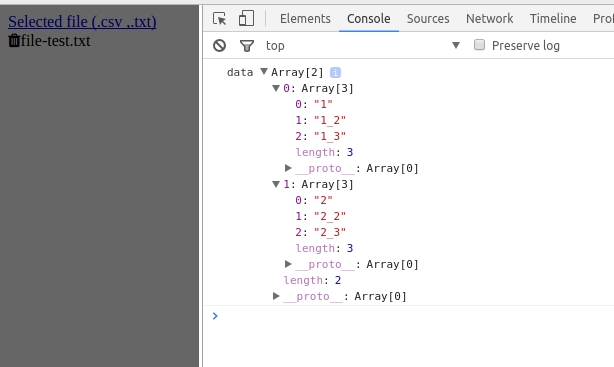 Selected file (.csv ,.txt)
file-test.txt
Elements Console Sources Network Timeline
top Preserve log
data Array[2] i
0: Array[3]
0: "1"
1: "1_2"
2: "1_3"
length: 3
__proto__: Array[0]
1: Array[3]
0: "2"
1: "2_2"
2: "2_3"
length: 3
__proto__: Array[0]
length: 2
__proto__: Array[0]